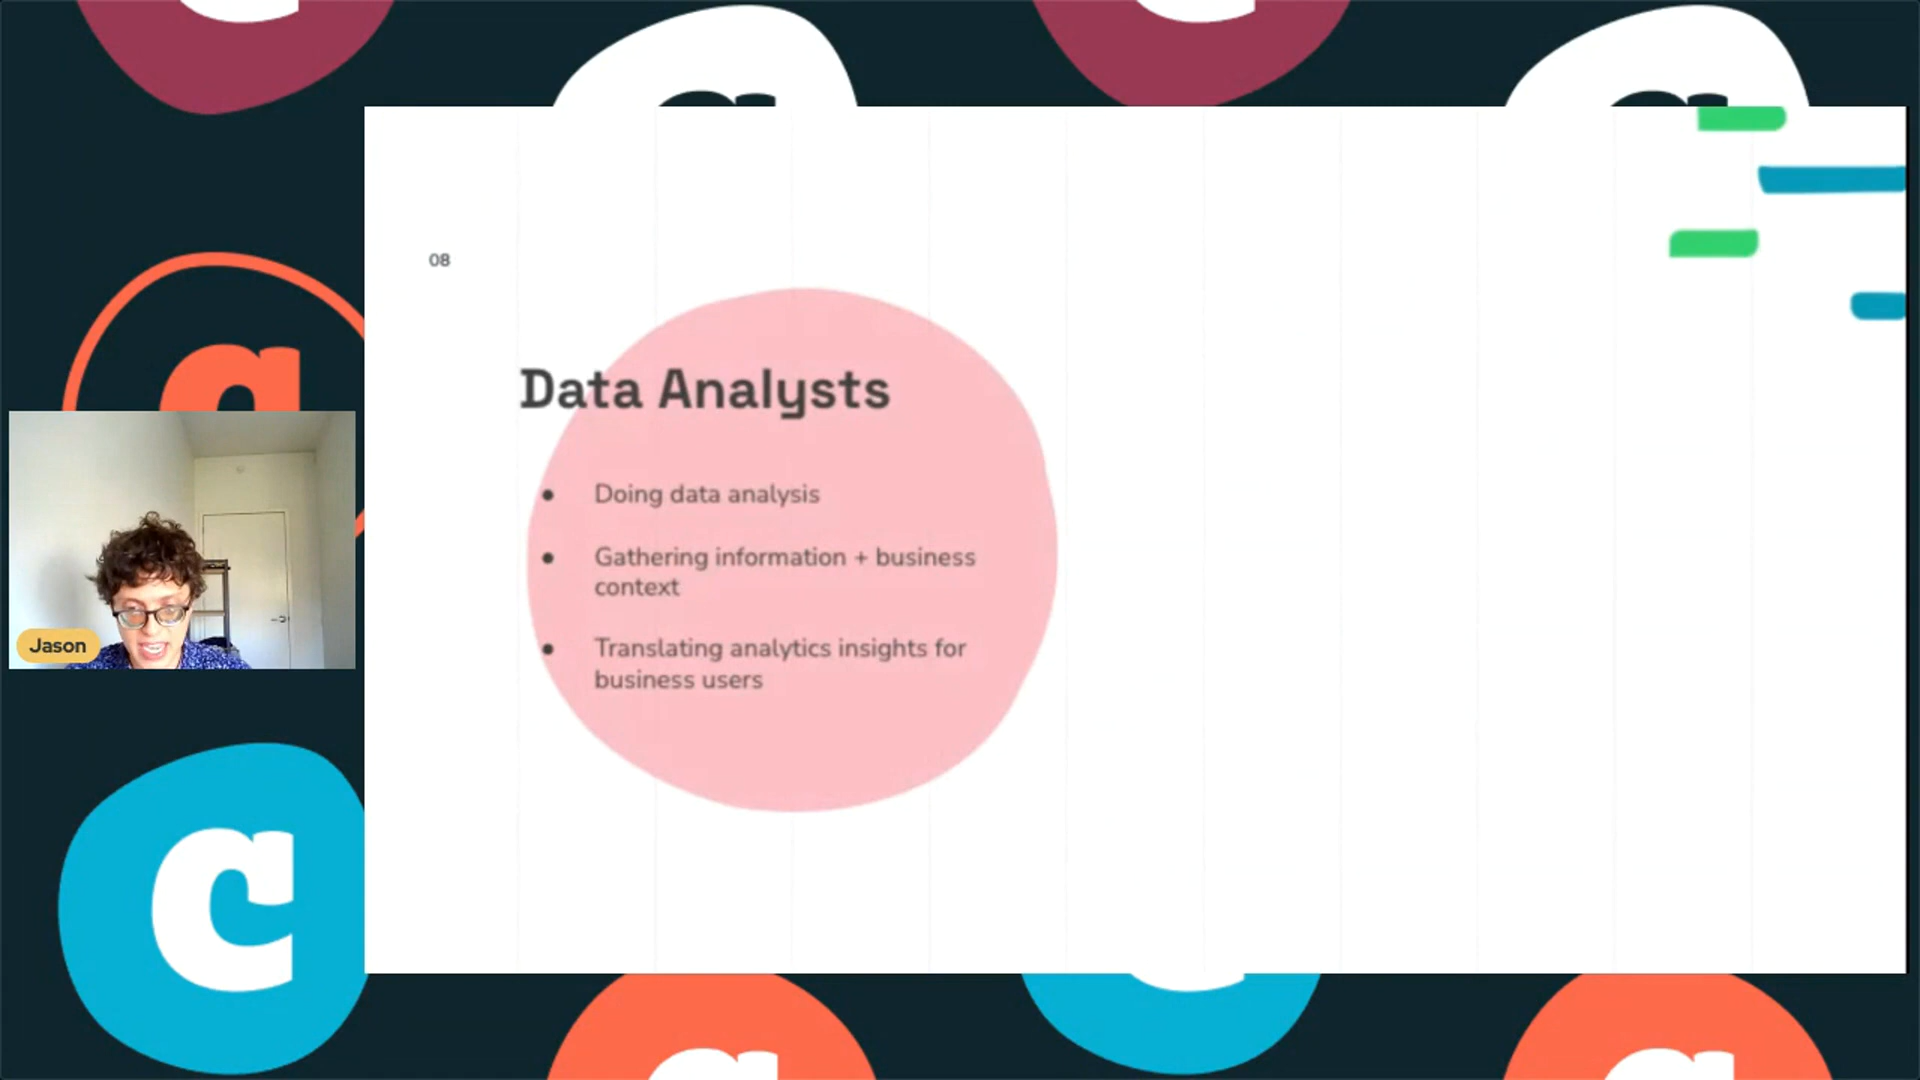 08
Data Analysts
● Doing data analysis
● Gathering information + business
context
● Translating analytics insights for
business users
Jason